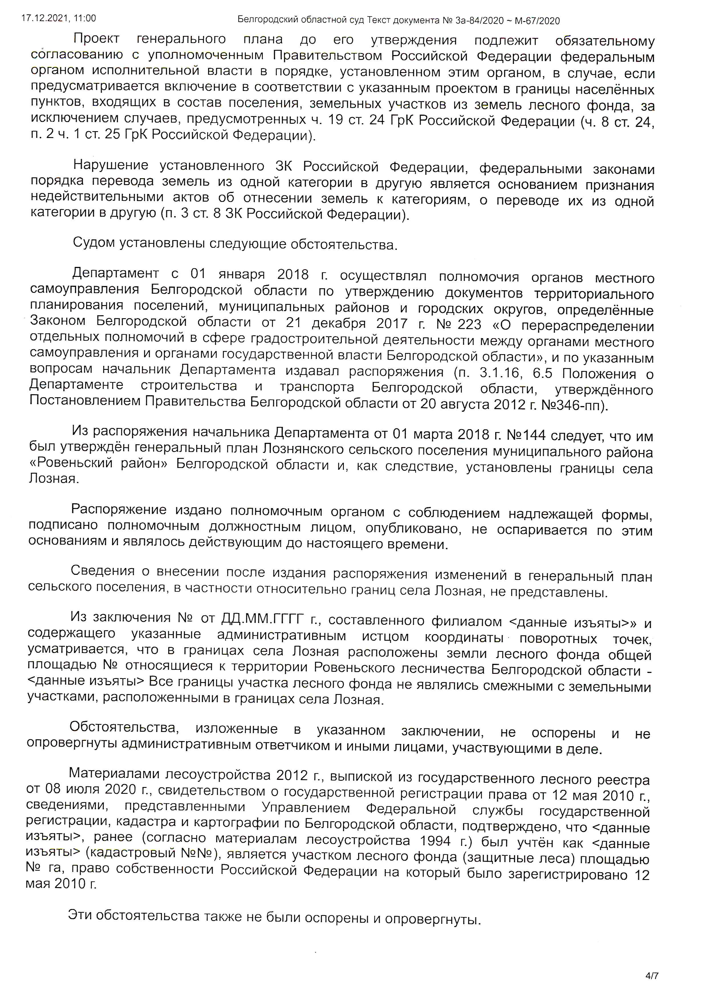 17.12.2021, 11:00
Белгородский областной суд Текст документа № 3а-84/2020 ~ М-67/2020
Проект генерального плана до его утверждения подлежит обязательному
согласованию с уполномоченным Правительством Российской Федерации федеральным
органом исполнительной власти в порядке, установленном этим органом, в случае, если
предусматривается включение в соответствии с указанным проектом в границы населённых
пунктов, входящих в состав поселения, земельных участков из земель лесного фонда, за
исключением случаев, предусмотренных ч. 19 ст. 24 ГрК Российской Федерации (ч. 8 ст. 24,
п. 2 ч. 1 ст. 25 ГрК Российской Федерации).
Нарушение установленного ЗК Российской Федерации, федеральными законами
порядка перевода земель из одной категории в другую является основанием признания
недействительными актов об отнесении земель к категориям, о переводе их из одной
категории в другую (п. 3 ст. 8 ЗК Российской Федерации).
Судом установлены следующие обстоятельства.
Департамент с 01 января 2018 г. осуществлял полномочия органов местного
самоуправления Белгородской области по утверждению документов территориального
планирования поселений, муниципальных районов и городских округов, определённые
Законом Белгородской области от 21 декабря 2017 г. № 223 «О перераспределении
отдельных полномочий в сфере градостроительной деятельности между органами местного
самоуправления и органами государственной власти Белгородской области», и по указанным
вопросам начальник Департамента издавал распоряжения (п. 3.1.16, 6.5 Положения о
Департаменте строительства и транспорта Белгородской области, утверждённого
Постановлением Правительства Белгородской области от 20 августа 2012 г. №346-пп).
Из распоряжения начальника Департамента от 01 марта 2018 г. №144 следует, что им
был утверждён генеральный план Лознянского сельского поселения муниципального района
«Ровеньский район» Белгородской области и, как следствие, установлены границы села
Лозная.
Распоряжение издано полномочным органом с соблюдением надлежащей формы,
подписано полномочным должностным лицом, опубликовано, не оспаривается по этим
основаниям и являлось действующим до настоящего времени.
Сведения о внесении после издания распоряжения изменений в генеральный план
сельского поселения, в частности относительно границ села Лозная, не представлены.
Из заключения № от ДД.ММ.ГГГГ г., составленного филиалом <данные изъяты>» и
содержащего указанные административным истцом координаты поворотных точек,
усматривается, что в границах села Лозная расположены земли лесного фонда общей
площадью № относящиеся к территории Ровеньского лесничества Белгородской области -
<данные изъяты> Все границы участка лесного фонда не являлись смежными с земельными
участками, расположенными в границах села Лозная.
Обстоятельства, изложенные в указанном заключении, не оспорены и не
опровергнуты административным ответчиком и иными лицами, участвующими в деле.
Материалами лесоустройства 2012 г., выпиской из государственного лесного реестра
от 08 июля 2020 г., свидетельством о государственной регистрации права от 12 мая 2010 г.,
сведениями, представленными Управлением Федеральной службы государственной
регистрации, кадастра и картографии по Белгородской области, подтверждено, что <данные
изъяты>, ранее (согласно материалам лесоустройства 1994 г.) был учтён как <данные
изъяты> (кадастровый №№), является участком лесного фонда (защитные леса) площадью
№ га, право собственности Российской Федерации на который было зарегистрировано 12
мая 2010 г.
Эти обстоятельства также не были оспорены и опровергнуты.
4/7